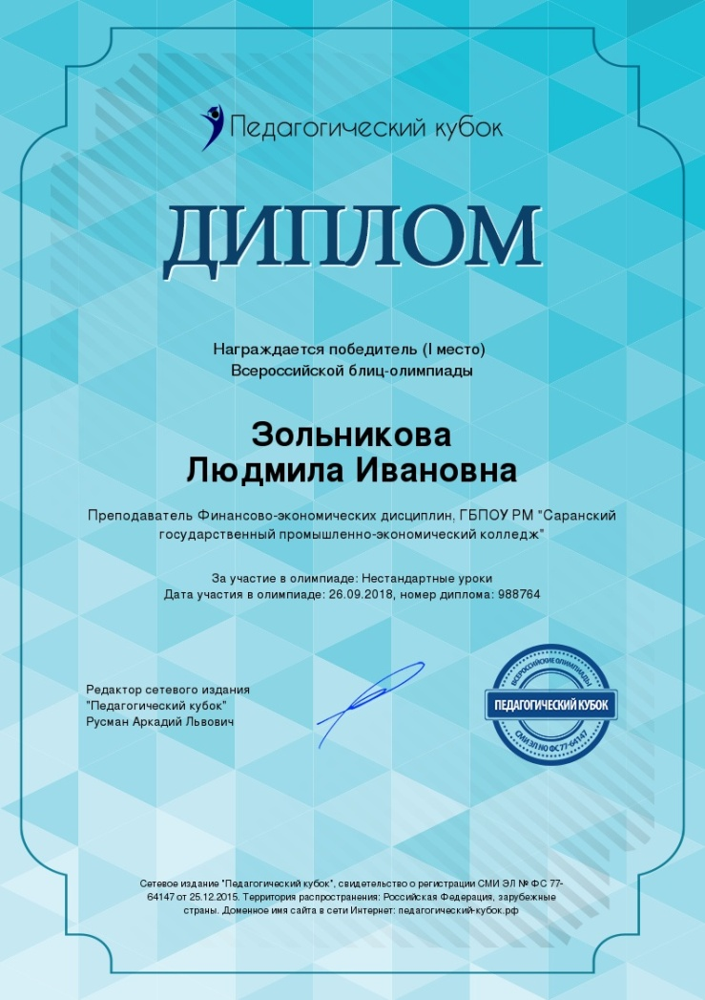 Педагогический кубок
ДИПЛОМ
Награждается победитель (I место)
Всероссийской блиц-олимпиады
Зольникова
Людмила Ивановна
Преподаватель Финансово-экономических дисциплин, ГБПОУ РМ "Саранский
государственный промышленно-экономический колледж"
За участие в олимпиаде: Нестандартные уроки
Дата участия в олимпиаде: 26.09.2018, номер диплома: 988764
Редактор сетевого издания
"Педагогический кубок"
Русман Аркадий Львович
ВСЕРОССИЙСКИЕ ОЛИМПИАДЫ
ПЕДАГОГИЧЕСКИЙ КУБОК
СМИ ЭЛ NO ФС 77-64147
Сетевое издание "Педагогический кубок", свидетельство о регистрации СМИ ЭЛ № ФС 77-
64147 от 25.12.2015. Территория распространения: Российская Федерация, зарубежные
страны. Доменное имя сайта в сети Интернет: педагогический-кубок.рф